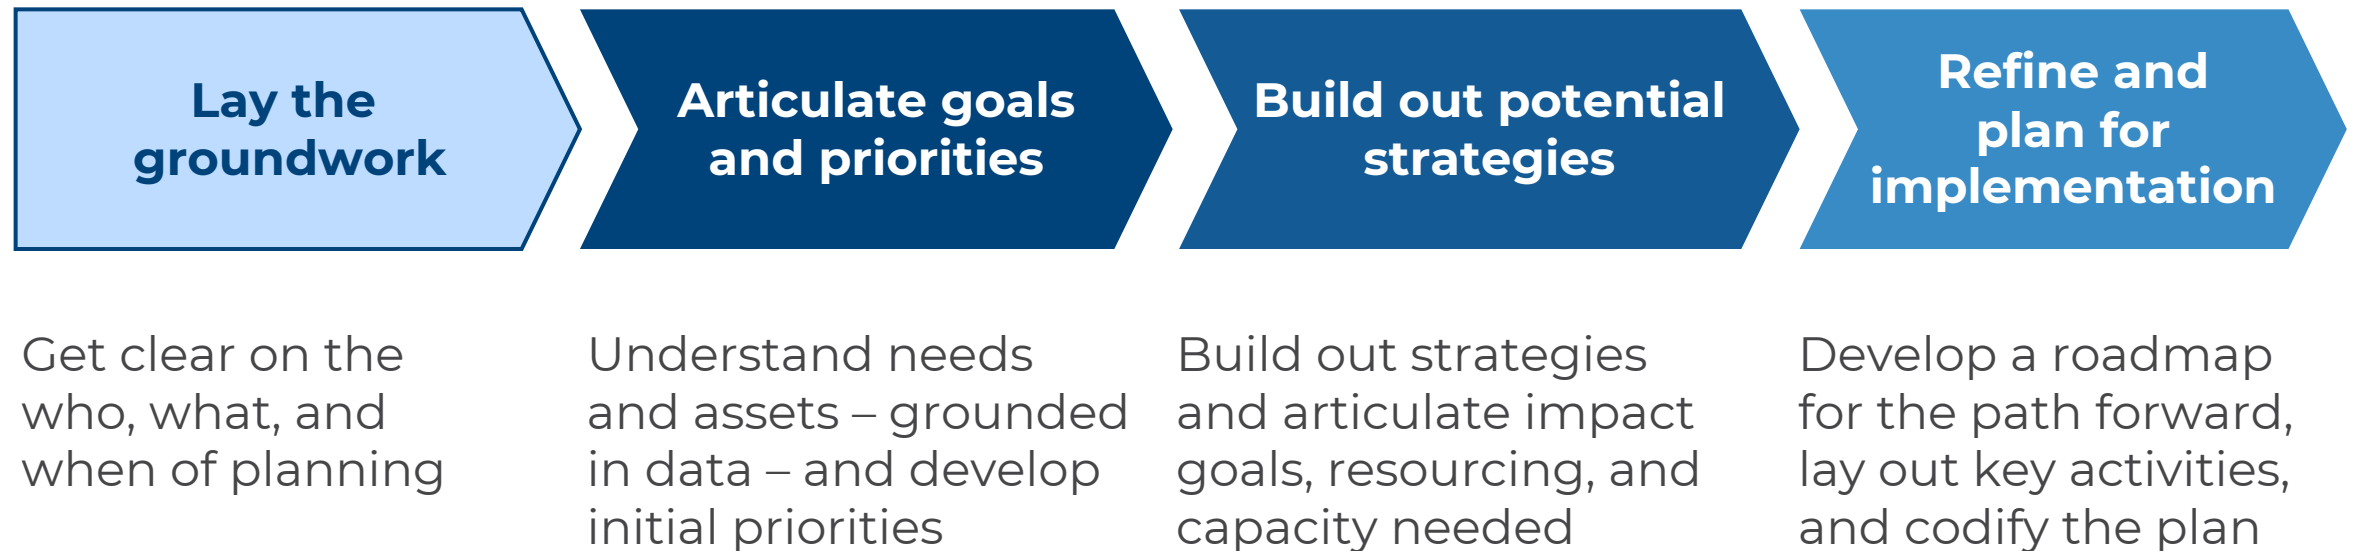 Lay the
groundwork
Articulate goals
and priorities
Build out potential
strategies
Refine and
plan for
implementation
Get clear on the
who, what, and
when of planning
Understand needs
and assets – grounded
in data – and develop
initial priorities
Build out strategies
and articulate impact
goals, resourcing, and
capacity needed
Develop a roadmap
for the path forward,
lay out key activities,
and codify the plan